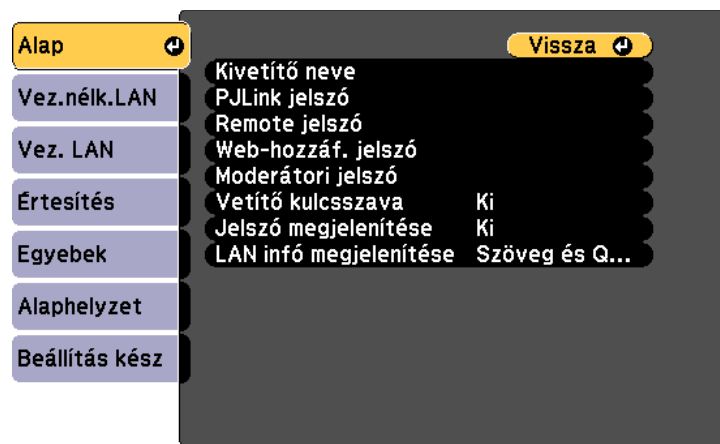 Alap
Vez.nélk.LAN
Vez. LAN
Értesítés
Egyebek
Alaphelyzet
Beállítás kész
Vissza
Kivetítő neve
PJLink jelszó
Remote jelszó
Web-hozzáf. jelszó
Moderátori jelszó
Vetítő kulcsszava Ki
Jelszó megjelenítése Ki
LAN infó megjelenítése Szöveg és Q...